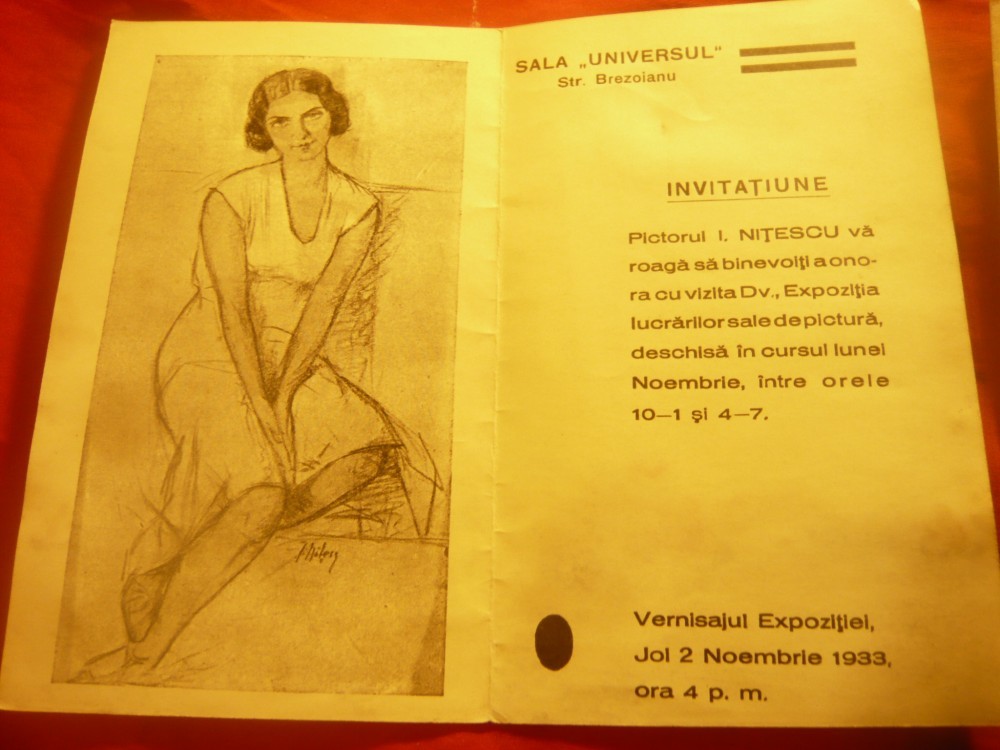 SALA „UNIVERSUL"
Str. Brezoianu
INVITAȚIUNE
Pictorul I. NIȚESCU vă
roagă să binevoiți a ono-
ra cu vizita Dv., Expoziția
lucrărilor sale de pictură,
deschisă în cursul lunei
Noembrie, între orele
10—1 și 4—7.
Vernisajul Expoziției,
Joi 2 Noembrie 1933,
ora 4 p. m.